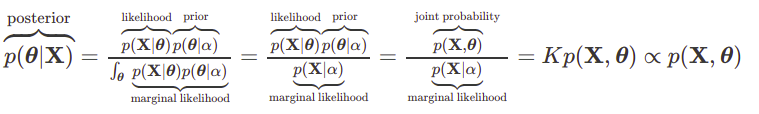 posterior likelihood prior likelihood prior joint probability
p(θ|X) = p(X|θ)p(θ|α) / ∫θ p(X|θ)p(θ|α) = p(X|θ)p(θ|α) / p(X|α) = p(X,θ) / p(X|α) = Kp(X, θ) ∝ p(X, θ)
marginal likelihood marginal likelihood marginal likelihood